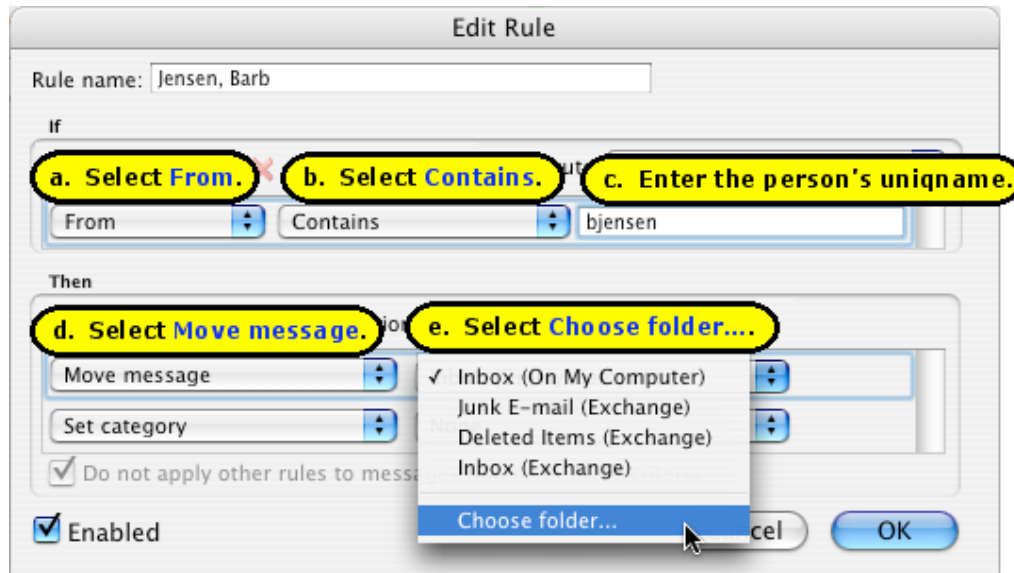 Edit Rule
Rule name: Jensen, Barb
If
a. Select From. b. Select Contains. c. Enter the person's uniqname.
From Contains bjensen
Then
d. Select Move message. e. Select Choose folder....
Move message ✓ Inbox (On My Computer)
Junk E-mail (Exchange)
Set category Deleted Items (Exchange)
Inbox (Exchange)
Do not apply other rules to mess
Choose folder...
Enabled cel OK